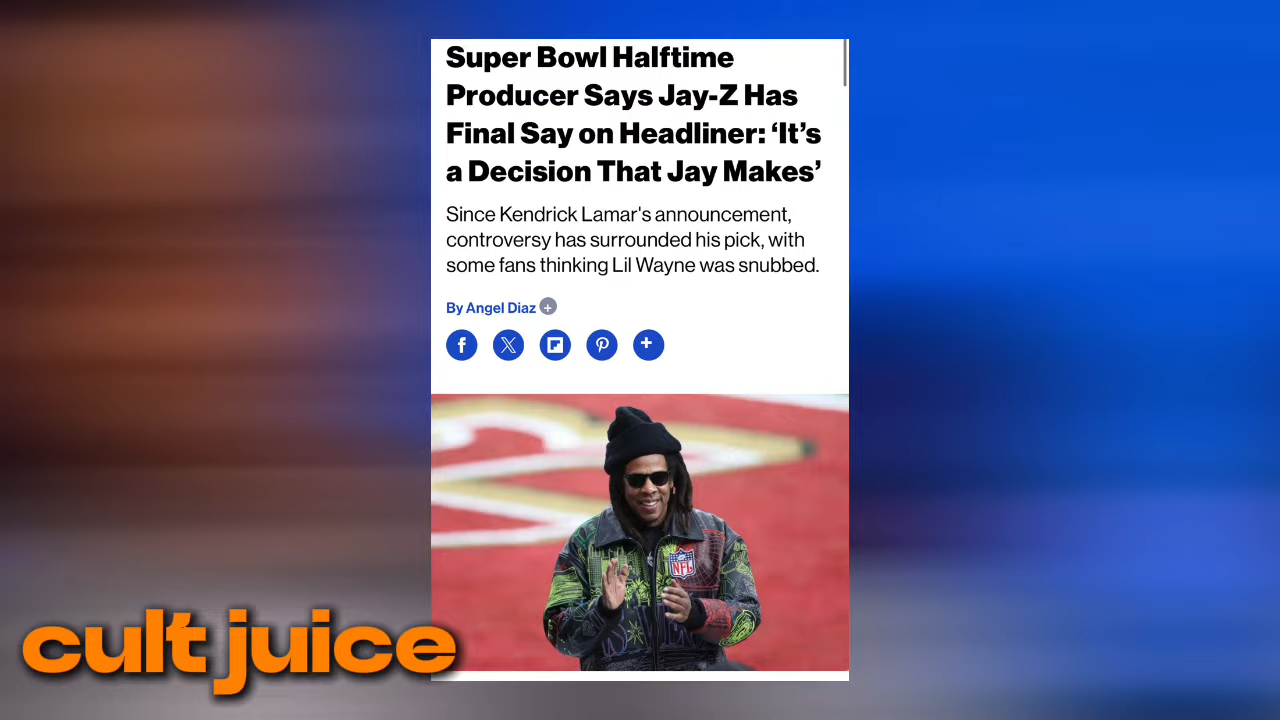 Super Bowl Halftime
Producer Says Jay-Z Has
Final Say on Headliner: ‘It’s
a Decision That Jay Makes’
Since Kendrick Lamar's announcement,
controversy has surrounded his pick, with
some fans thinking Lil Wayne was snubbed.
By Angel Diaz
NFL
cult juice